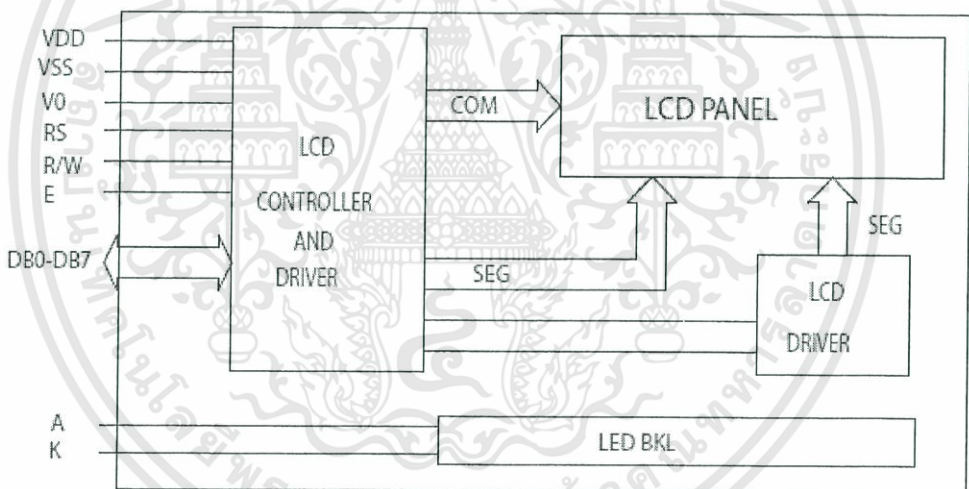 VDD
VSS
V0
RS
R/W
E
DB0-DB7
A
K
LCD
CONTROLLER
AND
DRIVER
COM
SEG
LCD PANEL
SEG
LCD
DRIVER
LED BKL